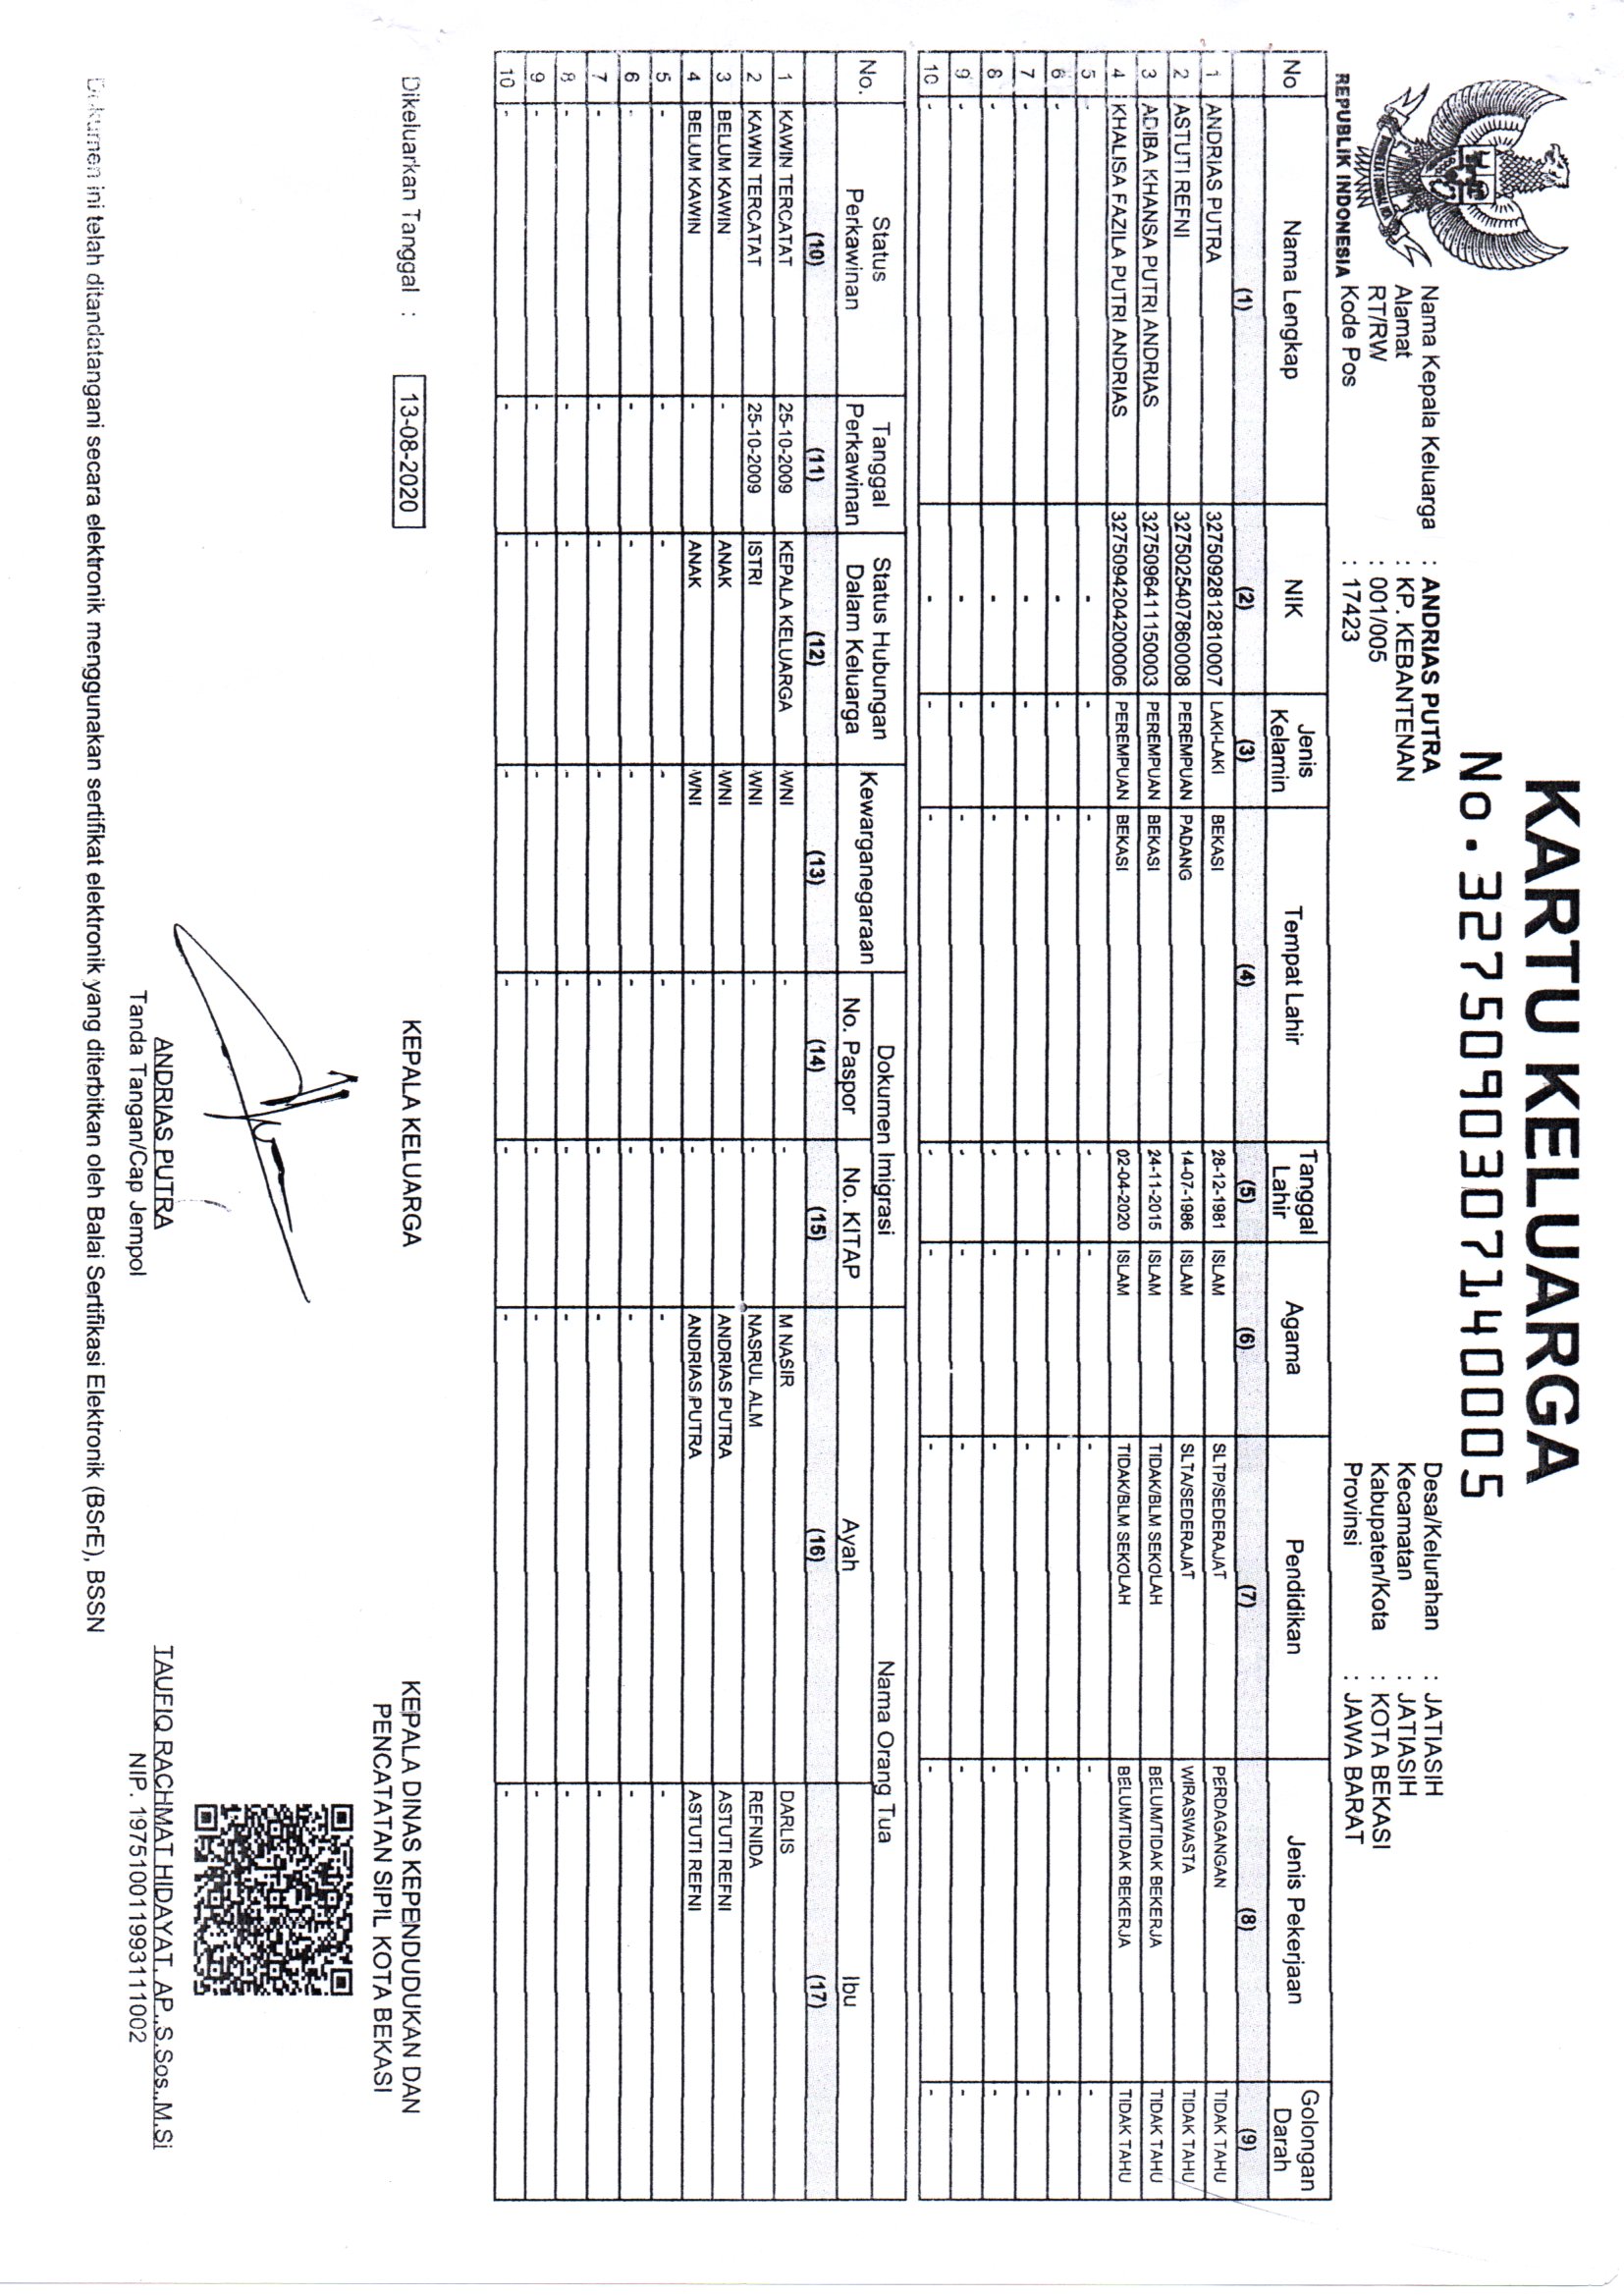 KARTU KELUARGA
No. 3275090307140005
REPUBLIK INDONESIA
Nama Kepala Keluarga : ANDRIAS PUTRA
Alamat : KP. KEBANTENAN
RT/RW : 001/005
Kode Pos : 17423
Desa/Kelurahan : JATIASIH
Kecamatan : JATIASIH
Kabupaten/Kota : KOTA BEKASI
Provinsi : JAWA BARAT
No Nama Lengkap NIK Jenis Kelamin Tempat Lahir Tanggal Lahir Agama Pendidikan Jenis Pekerjaan Golongan Darah
(1) (2) (3) (4) (5) (6) (7) (8) (9)
1 ANDRIAS PUTRA 3275092812810007 LAKI-LAKI BEKASI 28-12-1981 ISLAM SLTP/SEDERAJAT PERDAGANGAN TIDAK TAHU
2 ASTUTI REFNI 3275025407860008 PEREMPUAN PADANG 14-07-1986 ISLAM SLTA/SEDERAJAT WIRASWASTA TIDAK TAHU
3 ADIBA KHANSA PUTRI ANDRIAS 3275096411150003 PEREMPUAN BEKASI 24-11-2015 ISLAM TIDAK/BLM SEKOLAH BELUM/TIDAK BEKERJA TIDAK TAHU
4 KHALISA FAZILA PUTRI ANDRIAS 3275094204200006 PEREMPUAN BEKASI 02-04-2020 ISLAM TIDAK/BLM SEKOLAH BELUM/TIDAK BEKERJA TIDAK TAHU
5 - - - - - - - - -
6 - - - - - - - - -
7 - - - - - - - - -
8 - - - - - - - - -
9 - - - - - - - - -
10 - - - - - - - - -
No. Status Perkawinan Tanggal Perkawinan Status Hubungan Dalam Keluarga Kewarganegaraan Dokumen Imigrasi Nama Orang Tua
No. Paspor No. KITAP Ayah Ibu
(10) (11) (12) (13) (14) (15) (16) (17)
1 KAWIN TERCATAT 25-10-2009 KEPALA KELUARGA WNI - - M NASIR DARLIS
2 KAWIN TERCATAT 25-10-2009 ISTRI WNI - - NASRUL ALM REFNIDA
3 BELUM KAWIN - ANAK WNI - - ANDRIAS PUTRA ASTUTI REFNI
4 BELUM KAWIN - ANAK WNI - - ANDRIAS PUTRA ASTUTI REFNI
5 - - - - - - - -
6 - - - - - - - -
7 - - - - - - - -
8 - - - - - - - -
9 - - - - - - - -
10 - - - - - - - -
Dikeluarkan Tanggal : 13-08-2020
KEPALA KELUARGA
ANDRIAS PUTRA
Tanda Tangan/Cap Jempol
KEPALA DINAS KEPENDUDUKAN DAN
PENCATATAN SIPIL KOTA BEKASI
TAUFIQ RACHMAT HIDAYAT, AP.,S.Sos.,M.Si
NIP. 197510011993111002
Dokumen ini telah ditandatangani secara elektronik menggunakan sertifikat elektronik yang diterbitkan oleh Balai Sertifikasi Elektronik (BSrE), BSSN